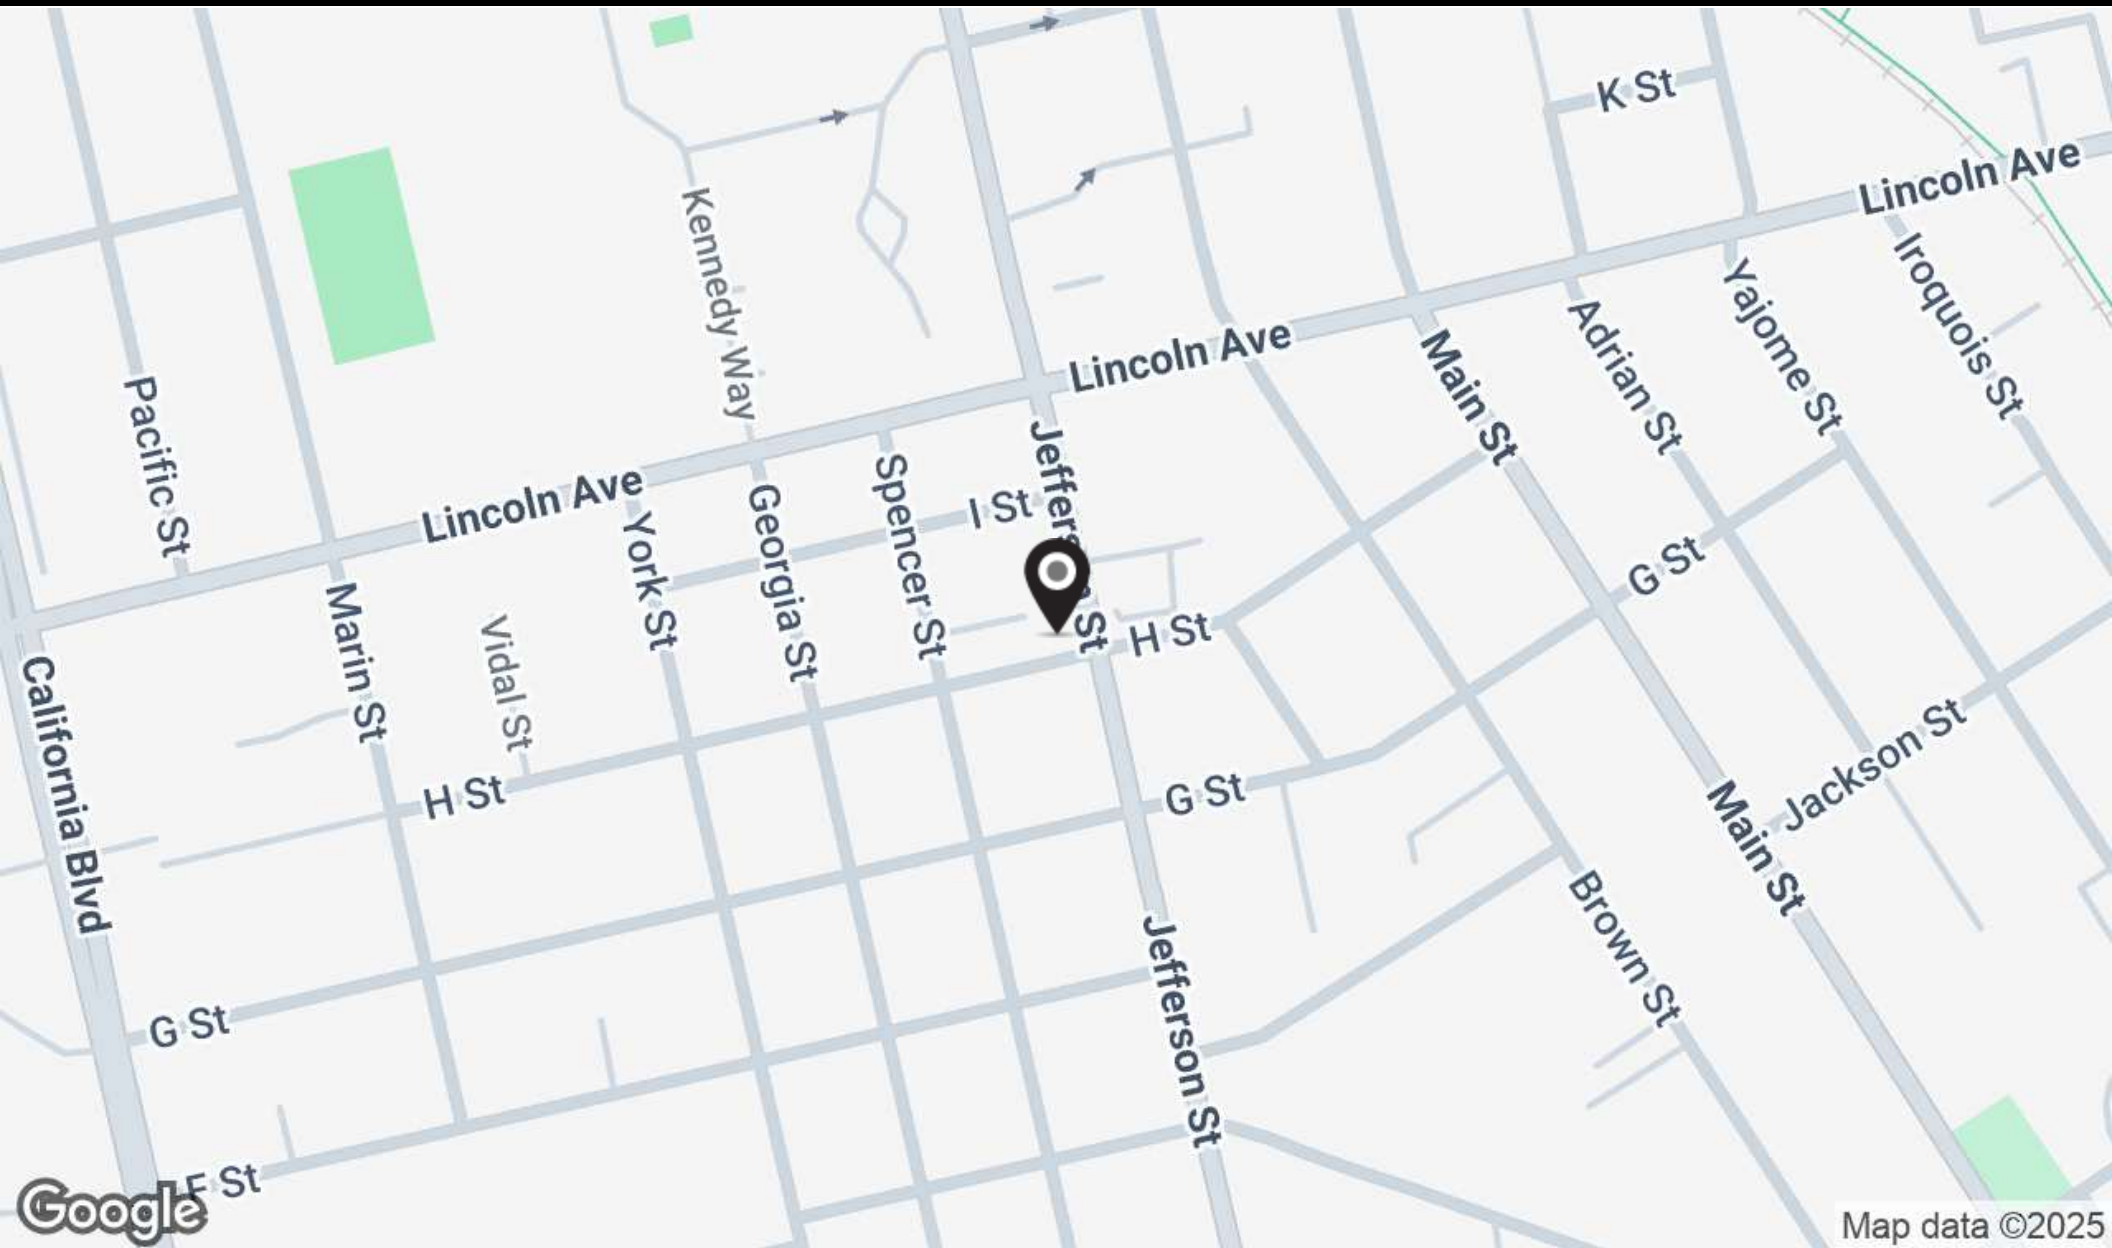 K St
Lincoln Ave
Kennedy Way
Iroquois St
Yajome St
Adrian St
Lincoln Ave
Main St
Pacific St
Lincoln Ave
Jefferson St
Spencer St
I St
Georgia St
York St
G St
Marin St
Vidal St
H St
California Blvd
H St
G St
Jackson St
Main St
Brown St
Jefferson St
G St
F St
Google
Map data ©2025